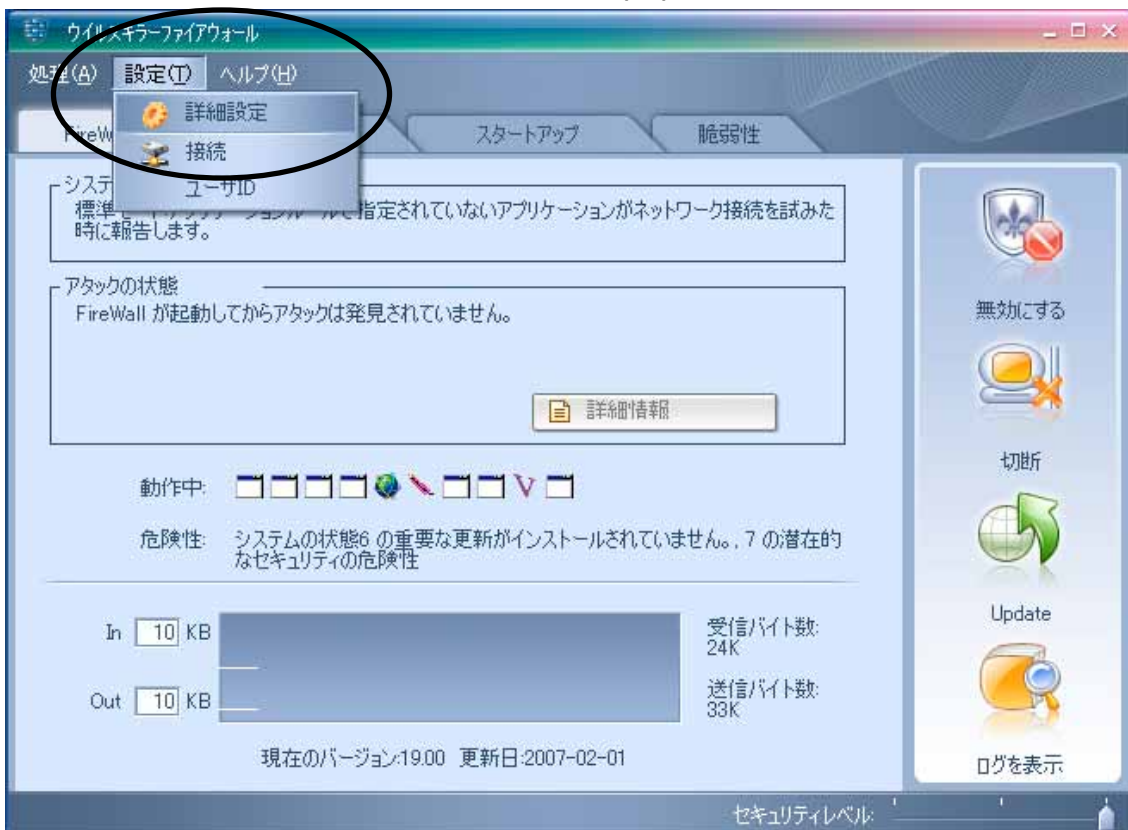 ウイルスキラーファイアウォール
処理(A) 設定(T) ヘルプ(H)
詳細設定
接続
ユーザID
スタートアップ
脆弱性
指定されていないアプリケーションがネットワーク接続を試みた
時に報告します。
アタックの状態
FireWall が起動してからアタックは発見されていません。
詳細情報
動作中:
危険性: システムの状態6 の重要な更新がインストールされていません。, 7 の潜在的
なセキュリティの危険性
In 10 KB
受信バイト数:
24K
Out 10 KB
送信バイト数:
33K
現在のバージョン:19.00 更新日:2007-02-01
無効にする
切断
Update
ログを表示
セキュリティレベル: